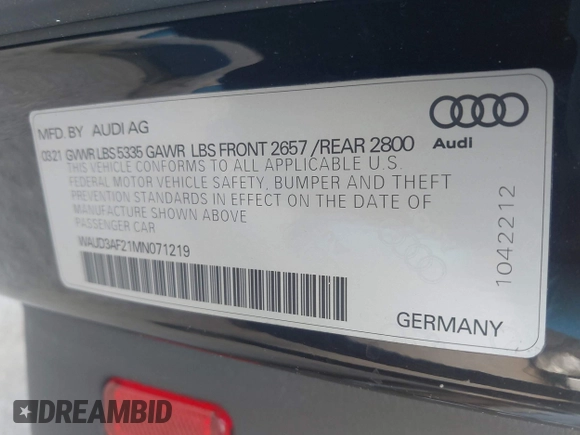 MFD. BY AUDI AG
03.21 GVWR LBS 5335 GAWR LBS FRONT 2657 / REAR 2800
THIS VEHICLE CONFORMS TO ALL APPLICABLE U.S.
FEDERAL MOTOR VEHICLE SAFETY, BUMPER AND THEFT
PREVENTION STANDARDS IN EFFECT ON THE DATE OF
MANUFACTURE SHOWN ABOVE
PASSENGER CAR
WAUD3AF21MN071219
Audi
10422212
GERMANY
DREAMBID